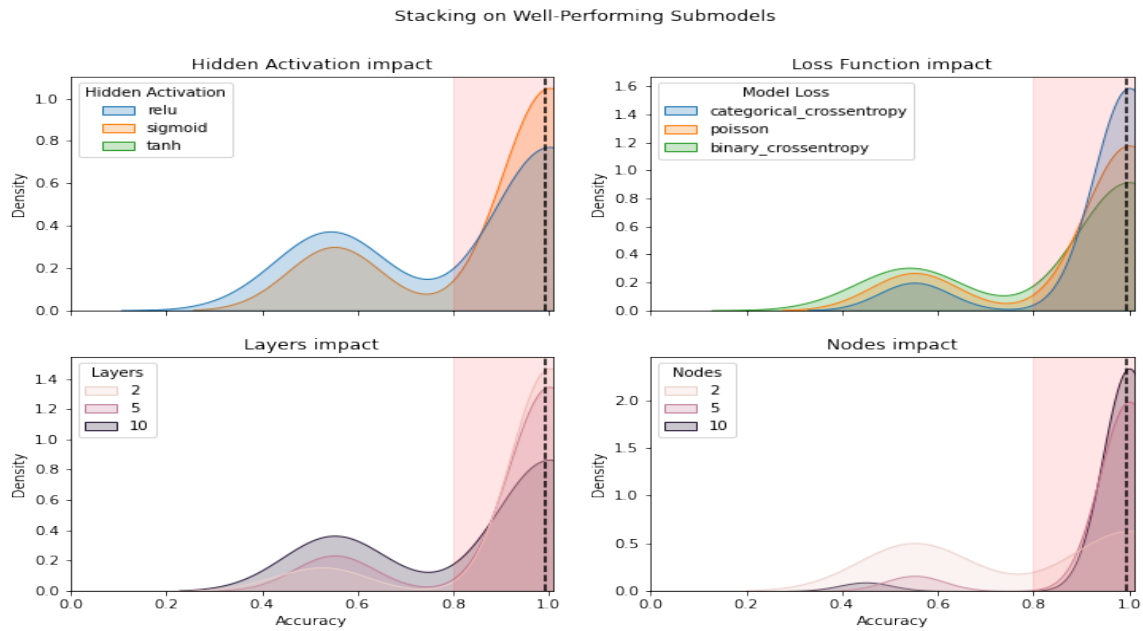 Stacking on Well-Performing Submodels
Hidden Activation impact
Hidden Activation
relu
sigmoid
tanh
1.0
0.8
0.6
0.4
0.2
0.0
Density
Loss Function impact
Model Loss
categorical_crossentropy
poisson
binary_crossentropy
1.6
1.4
1.2
1.0
0.8
0.6
0.4
0.2
0.0
Density
Layers impact
Layers
2
5
10
1.4
1.2
1.0
0.8
0.6
0.4
0.2
0.0
Density
0.0 0.2 0.4 0.6 0.8 1.0
Accuracy
Nodes impact
Nodes
2
5
10
2.0
1.5
1.0
0.5
0.0
Density
0.0 0.2 0.4 0.6 0.8 1.0
Accuracy